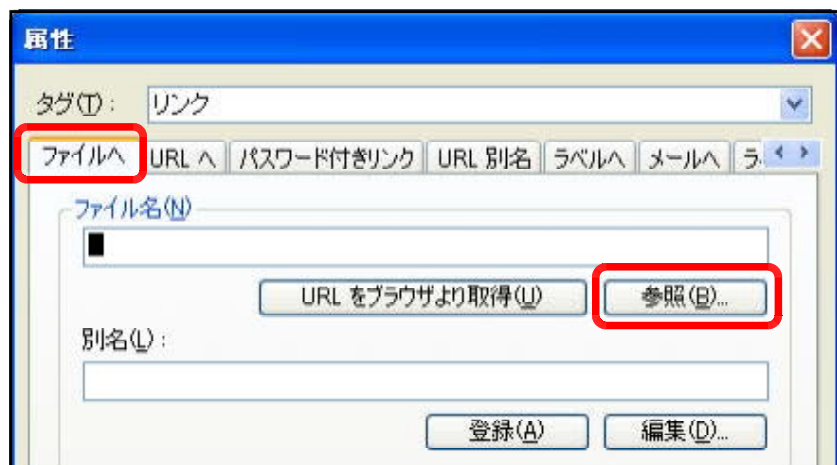 属性
タグ(T): リンク
ファイルへ URL へ パスワード付きリンク URL 別名 ラベルへ メールへ
ファイル名(N)
URL をブラウザより取得(U) 参照(B)...
別名(L):
登録(A) 編集(D)...